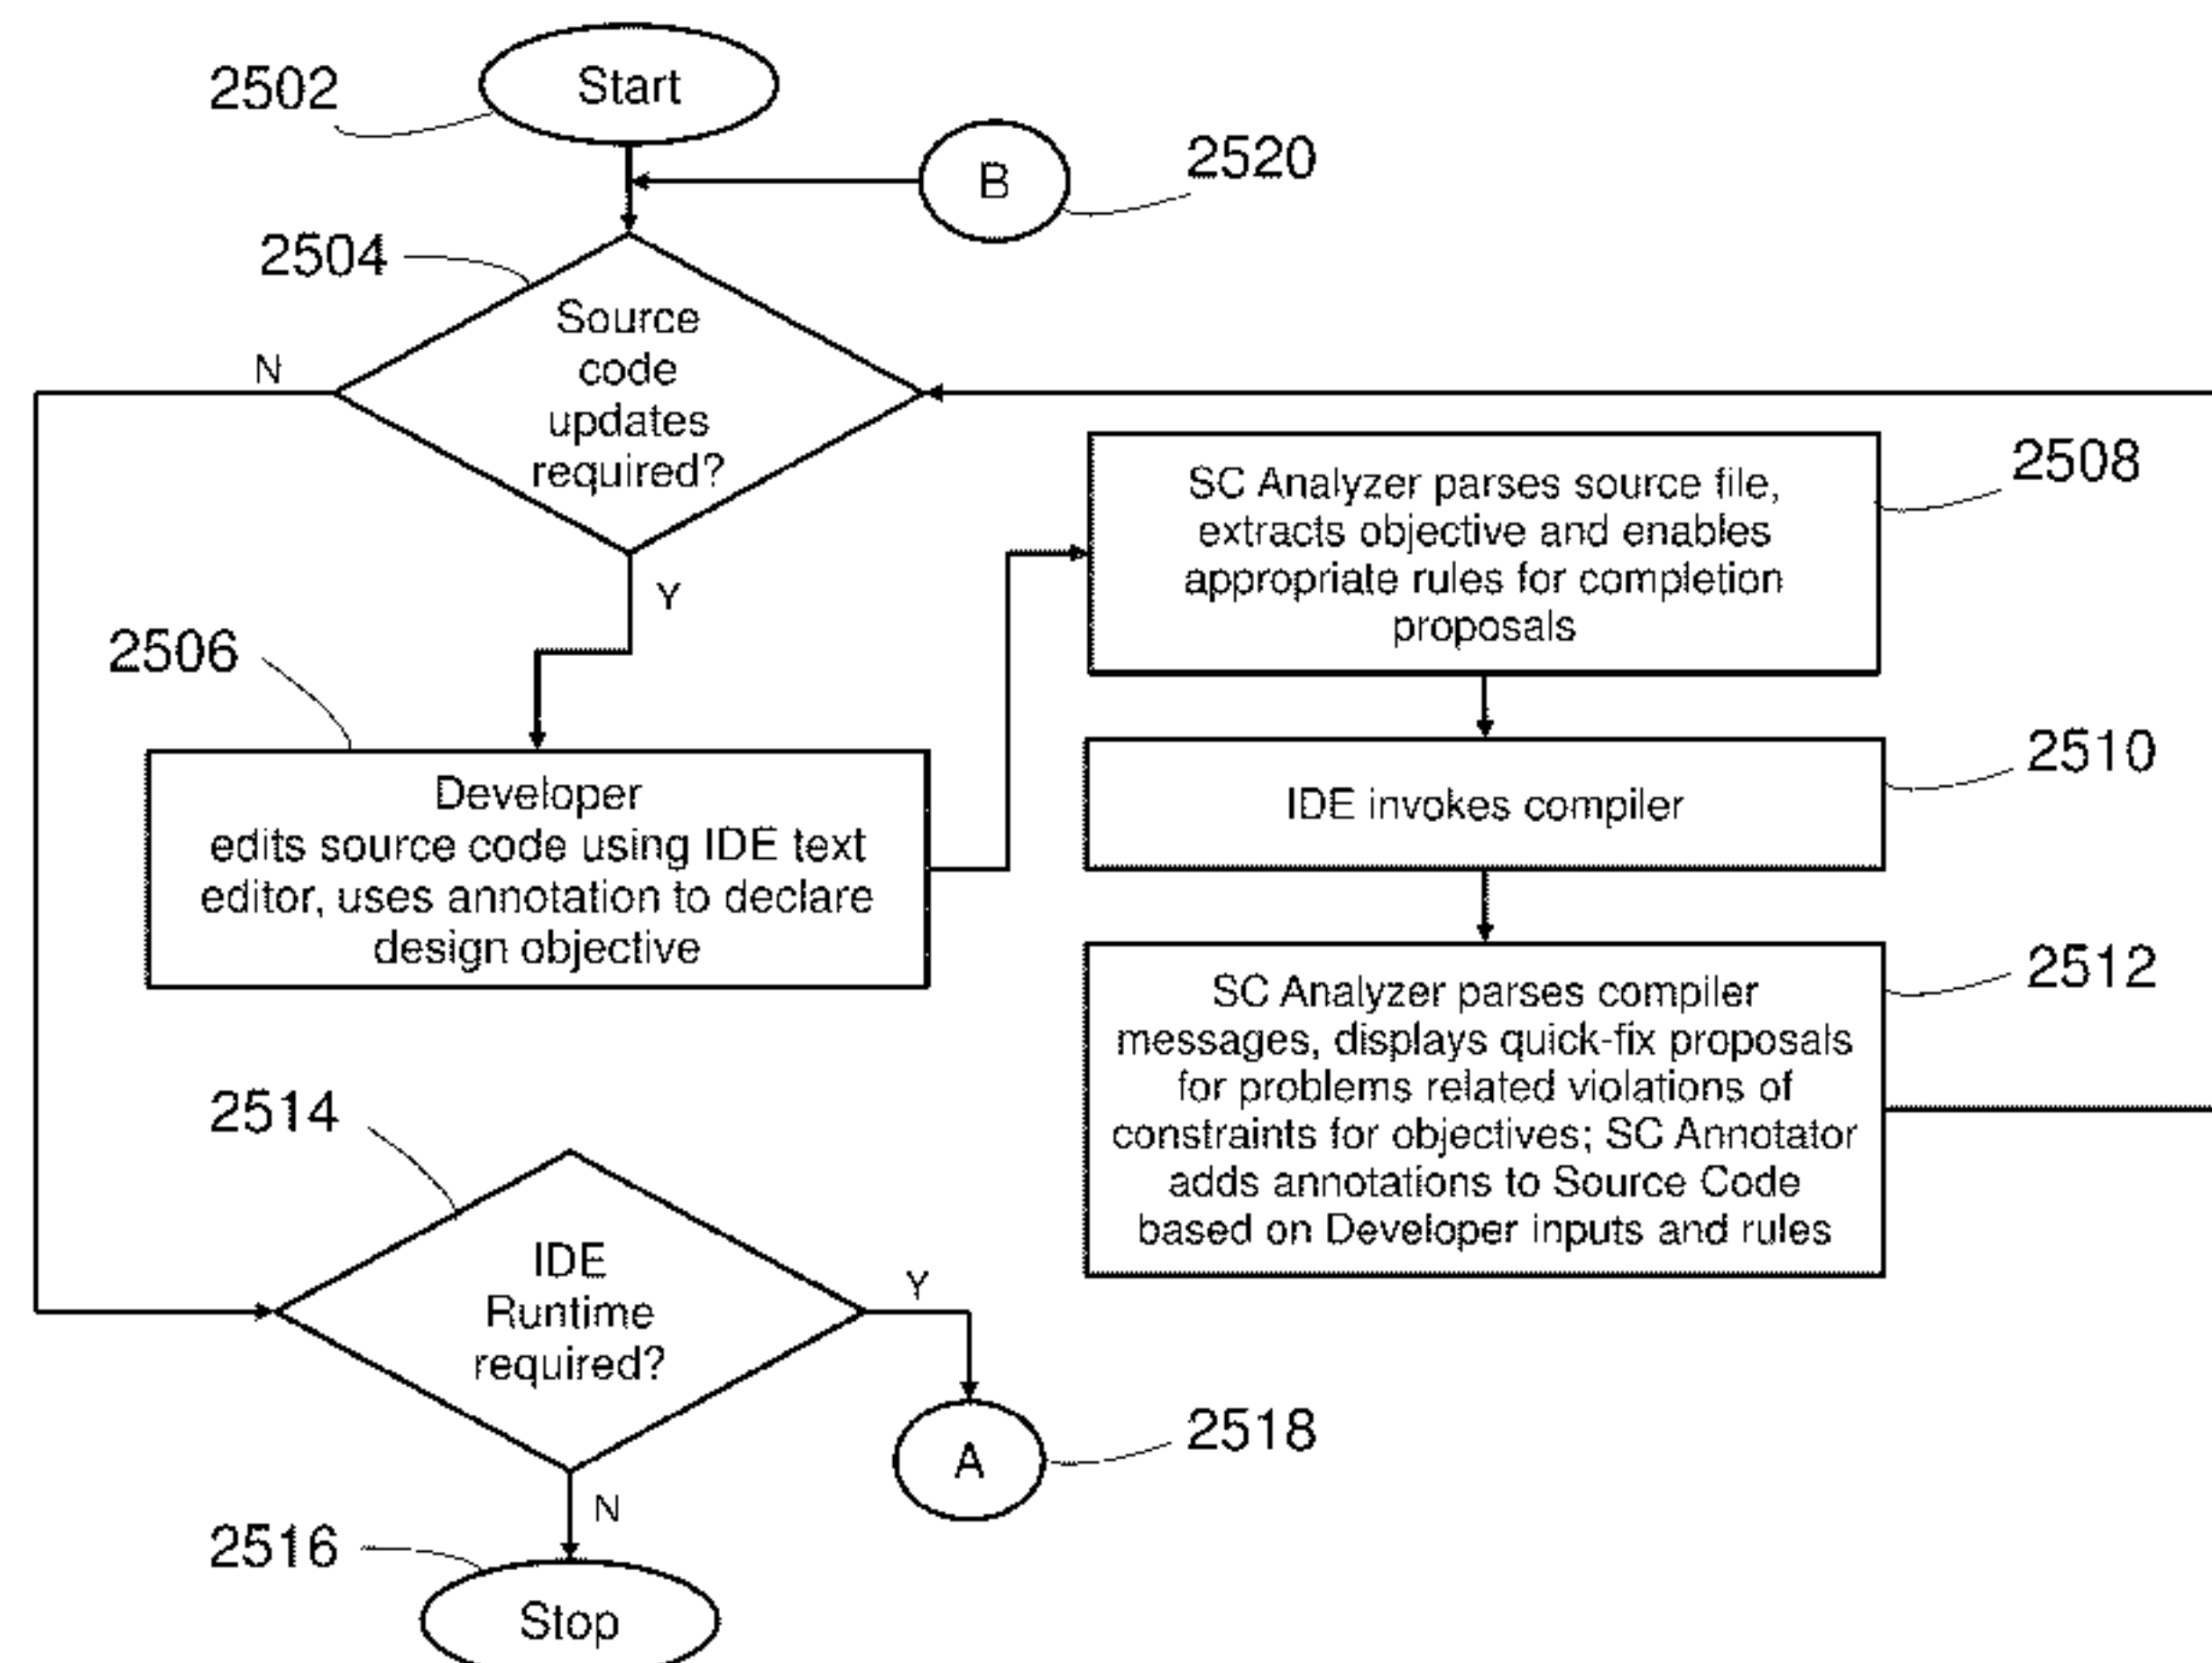 2502
Start
B
2520
2504
Source
code
updates
required?
N
Y
2506
Developer
edits source code using IDE text
editor, uses annotation to declare
design objective
SC Analyzer parses source file,
extracts objective and enables
appropriate rules for completion
proposals
2508
IDE invokes compiler
2510
SC Analyzer parses compiler
messages, displays quick-fix proposals
for problems related violations of
constraints for objectives; SC Annotator
adds annotations to Source Code
based on Developer inputs and rules
2512
2514
IDE
Runtime
required?
Y
A
2518
N
2516
Stop